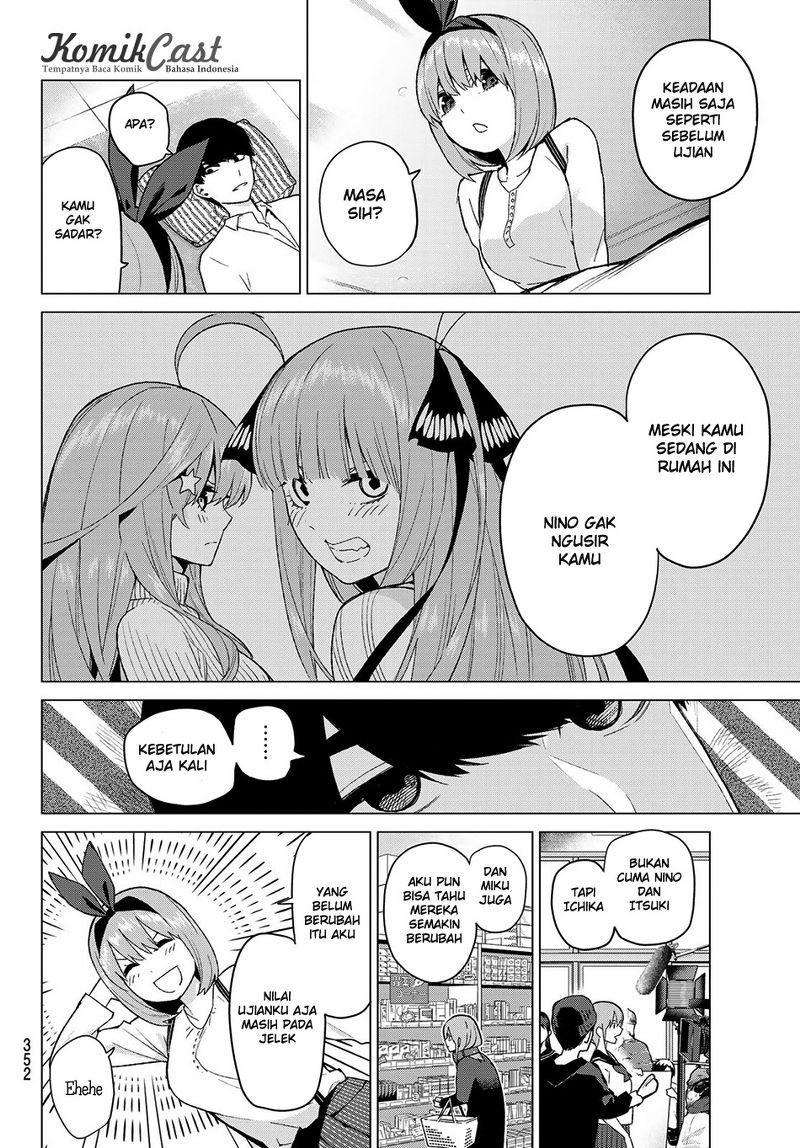 KomikCast
Tempatnya Baca Komik Bahasa Indonesia
KEADAAN
MASIH SAJA
SEPERTI
SEBELUM
UJIAN
MASA
SIH?
APA?
KAMU
GAK
SADAR?
MESKI KAMU
SEDANG DI
RUMAH INI
NINO GAK
NGUSIR
KAMU
......
KEBETULAN
AJA KALI
BUKAN
CUMA NINO
DAN
ITSUKI
TAPI
ICHIKA
DAN
MIKU
JUGA
AKU PUN
BISA TAHU
MEREKA
SEMAKIN
BERUBAH
YANG
BELUM
BERUBAH
ITU AKU
NILAI
UJIANKU AJA
MASIH PADA
JELEK
Ehehe
352